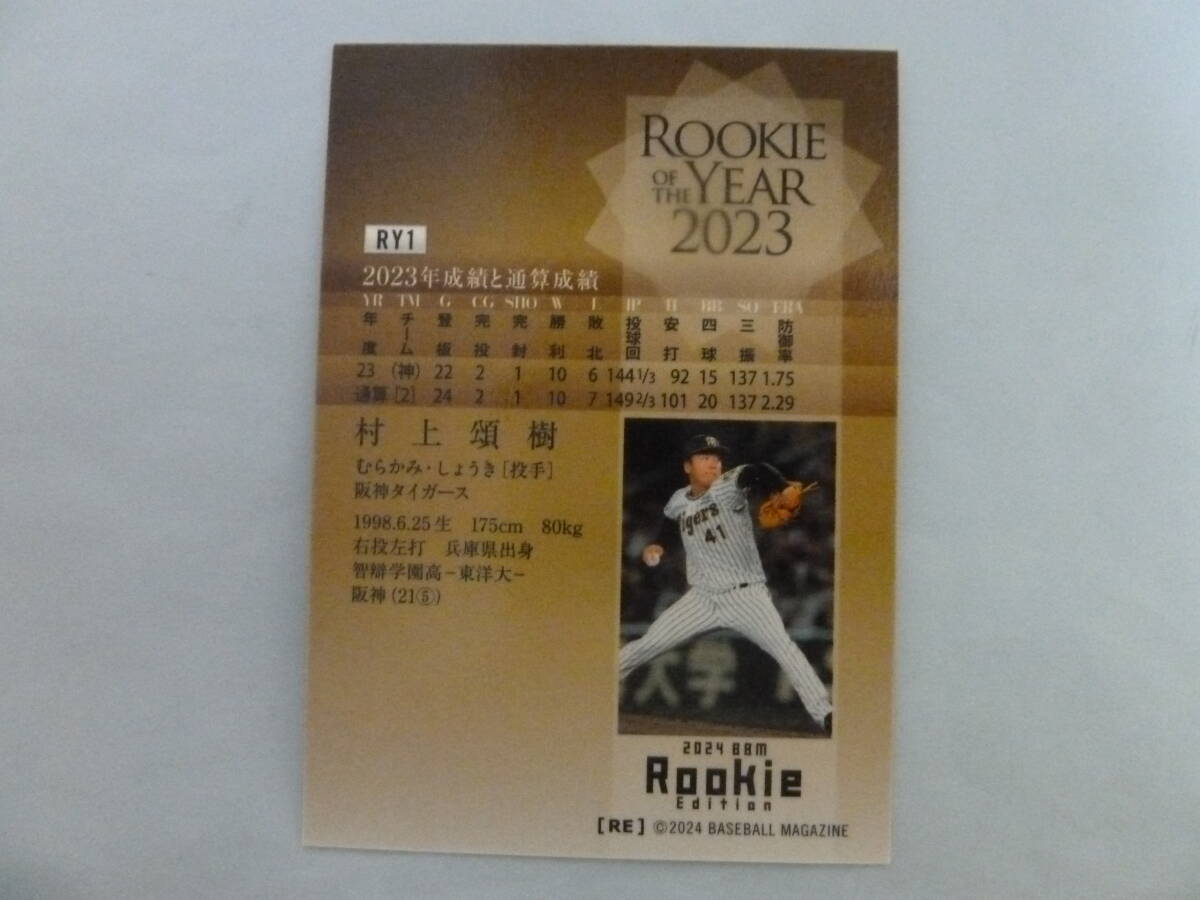 ROOKIE
OF THE YEAR
2023
RY1
2023年成績と通算成績
YR TM G CG SHO W L IP H BB SO ERA
年度 チーム 登板 完投 完封 勝利 敗北 投球回 安打 四球 三振 防御率
23 (神) 22 2 1 10 6 144 1/3 92 15 137 1.75
通算 [2] 24 2 1 10 7 149 2/3 101 20 137 2.29
村上頌樹
むらかみ・しょうき [投手]
阪神タイガース
1998.6.25生 175cm 80kg
右投左打 兵庫県出身
智辯学園高−東洋大−
阪神 (21⑤)
Tigers
41
大学
2024 BBM
Rookie
Edition
[RE] ©2024 BASEBALL MAGAZINE